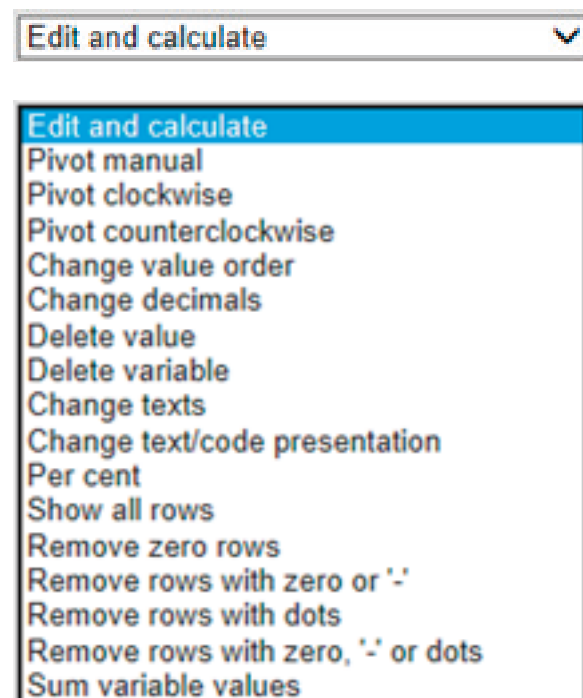 Edit and calculate
Edit and calculate
Pivot manual
Pivot clockwise
Pivot counterclockwise
Change value order
Change decimals
Delete value
Delete variable
Change texts
Change text/code presentation
Per cent
Show all rows
Remove zero rows
Remove rows with zero or '-'
Remove rows with dots
Remove rows with zero, '-' or dots
Sum variable values